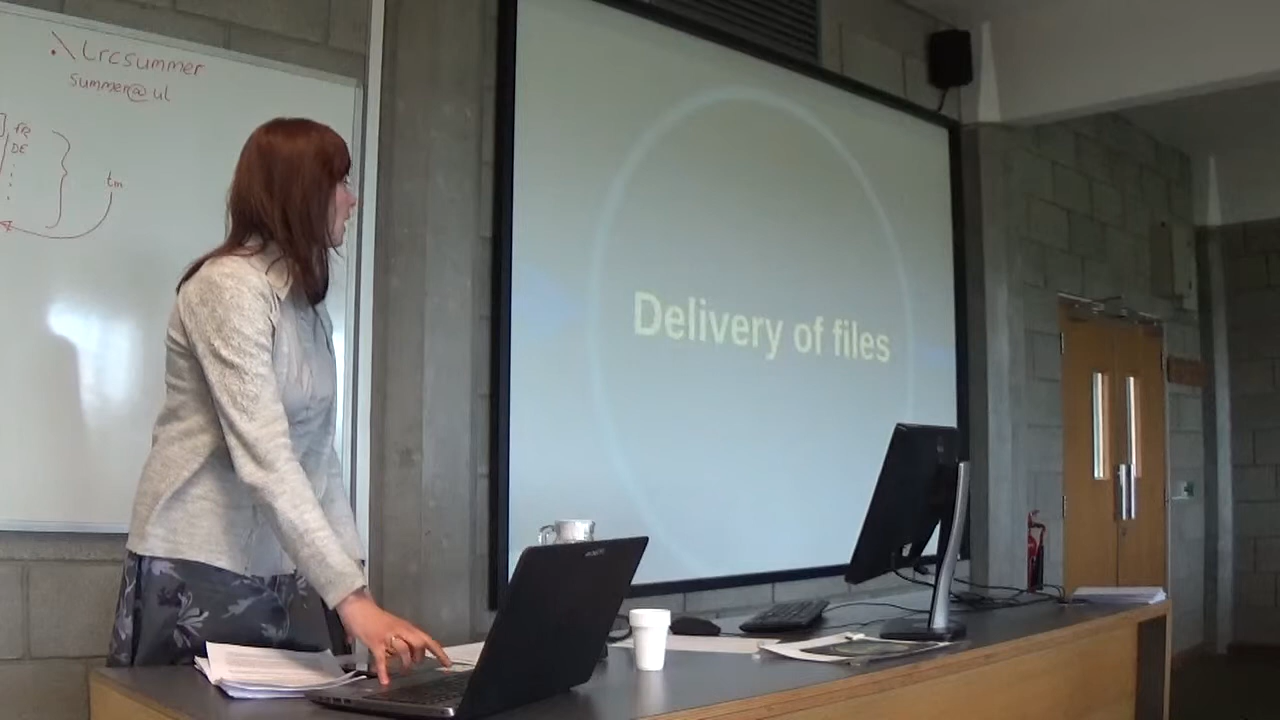 .\lrcsummer
summer@ul
FR
DE
tm
Delivery of files